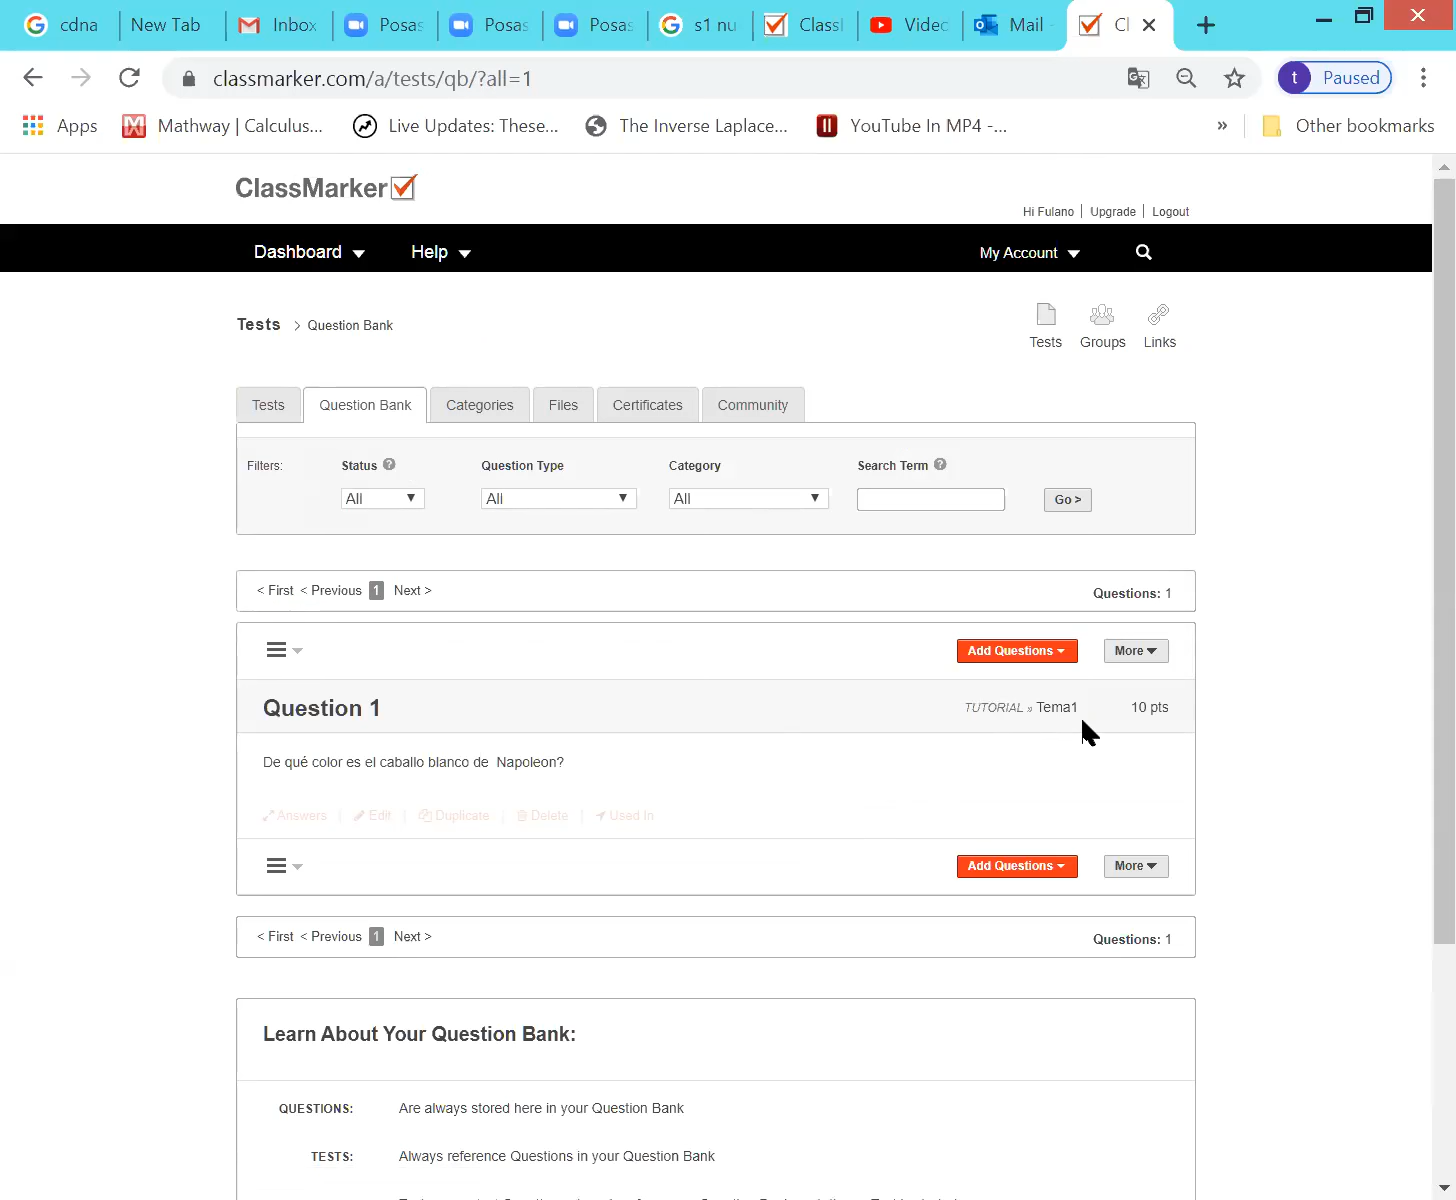 cdna New Tab Inbox Posas Posas Posas s1 nu Class Videc Mail Cl
classmarker.com/a/tests/qb/?all=1 t Paused
Apps Mathway | Calculus... Live Updates: These... The Inverse Laplace... YouTube In MP4 -... » Other bookmarks
ClassMarker
Hi Fulano | Upgrade | Logout
Dashboard Help My Account
Tests > Question Bank
Tests Groups Links
Tests Question Bank Categories Files Certificates Community
Filters: Status Question Type Category Search Term
All All All Go >
< First < Previous 1 Next > Questions: 1
Add Questions More
Question 1 TUTORIAL » Tema1 10 pts
De qué color es el caballo blanco de Napoleon?
Answers | Edit | Duplicate | Delete | Used In
Add Questions More
< First < Previous 1 Next > Questions: 1
Learn About Your Question Bank:
QUESTIONS: Are always stored here in your Question Bank
TESTS: Always reference Questions in your Question Bank